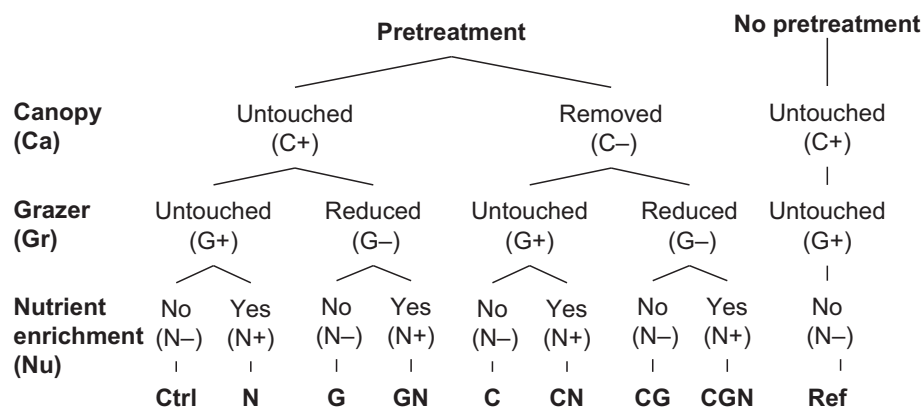 Pretreatment No pretreatment
Canopy (Ca) Untouched (C+) Removed (C–) Untouched (C+)
Grazer (Gr) Untouched (G+) Reduced (G–) Untouched (G+) Reduced (G–) Untouched (G+)
Nutrient enrichment (Nu) No (N–) Yes (N+) No (N–) Yes (N+) No (N–) Yes (N+) No (N–) Yes (N+) No (N–)
Ctrl N G GN C CN CG CGN Ref